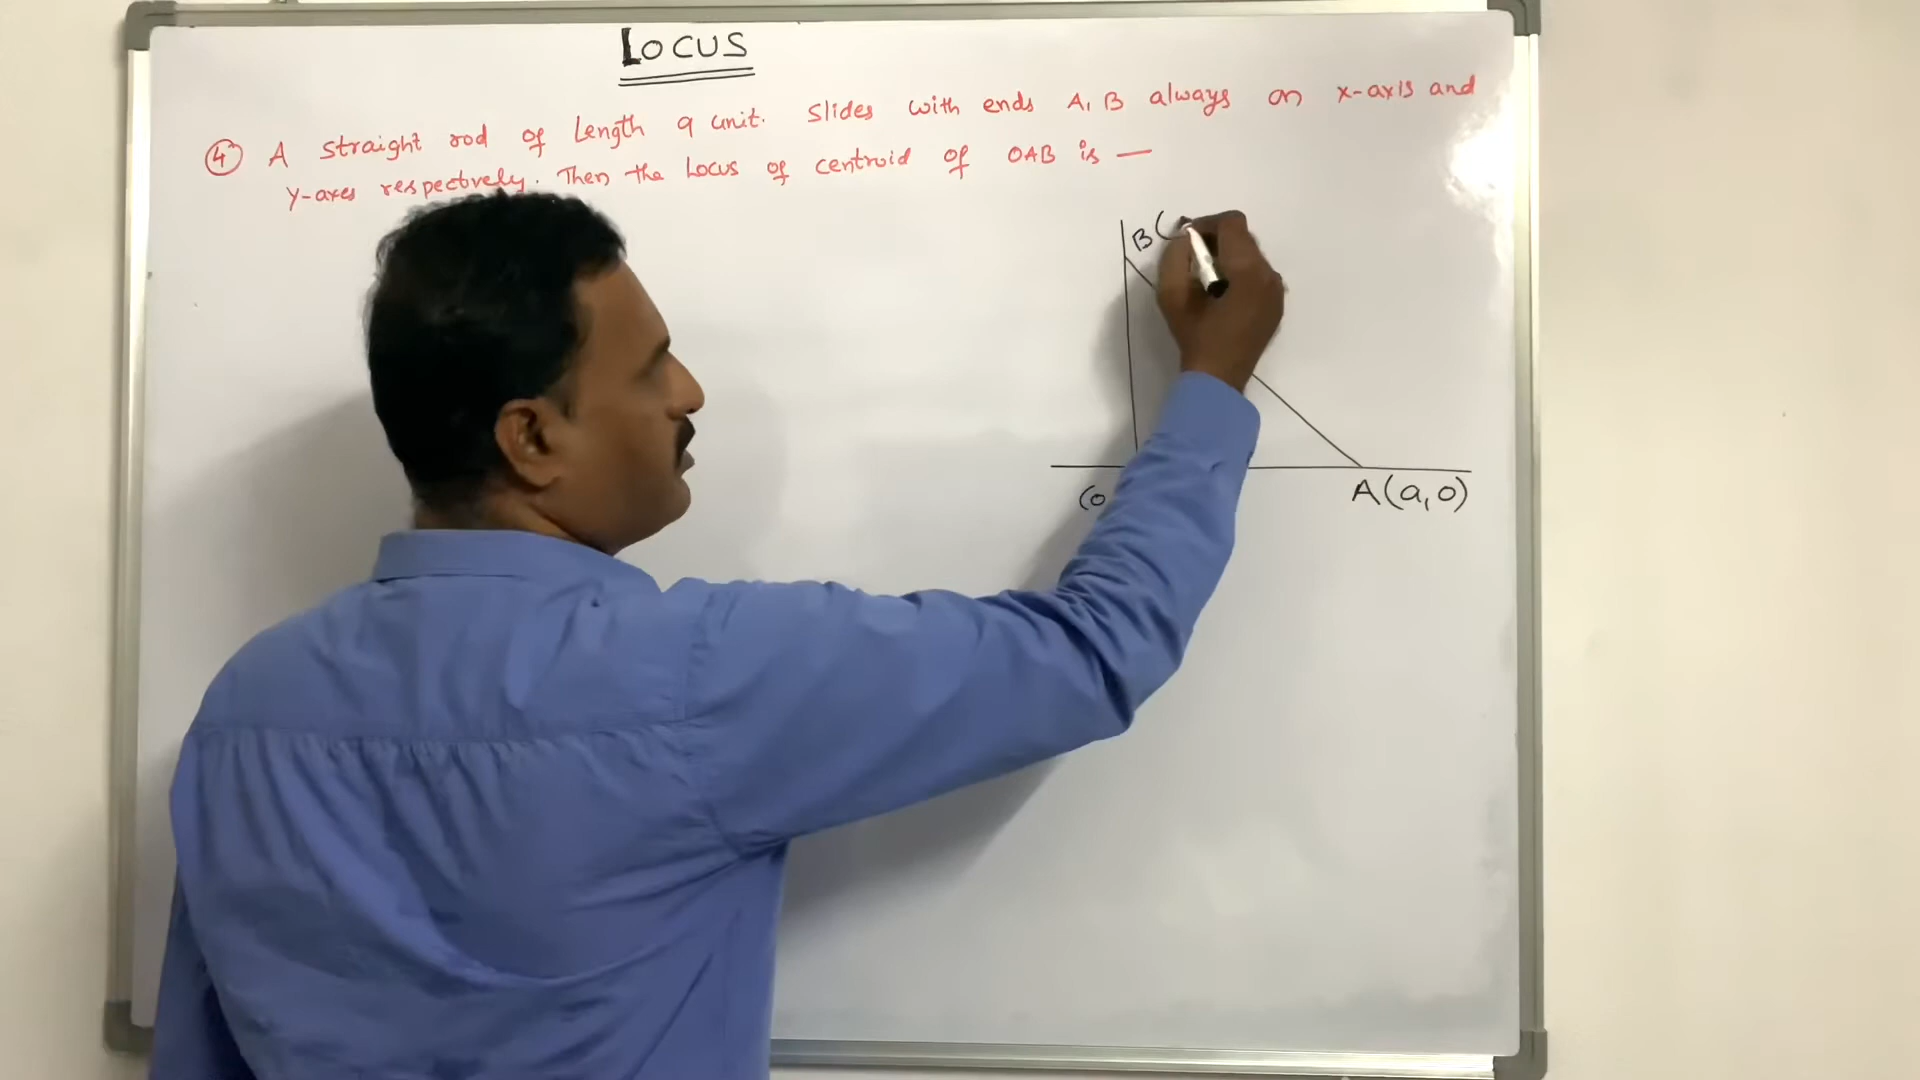 LOCUS
④ A straight rod of Length 9 unit. Slides with ends A, B always on x-axis and
y-axes respectively. Then the Locus of centroid of OAB is —
B(
(0
A(a,0)